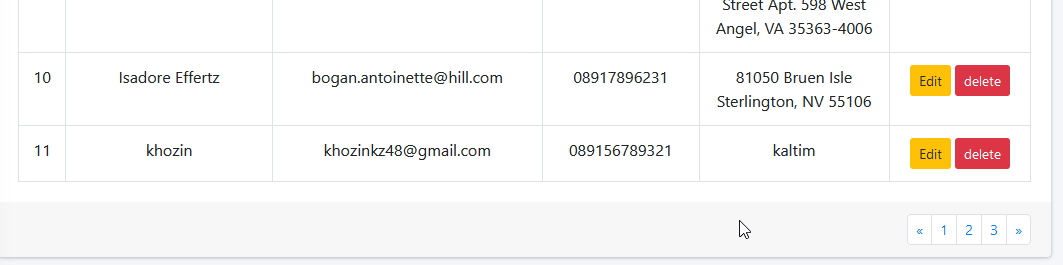 Street Apt. 598 West
Angel, VA 35363-4006
10 Isadore Effertz bogan.antoinette@hill.com 08917896231 81050 Bruen Isle Edit delete
Sterlington, NV 55106
11 khozin khozinkz48@gmail.com 089156789321 kaltim Edit delete
« 1 2 3 »